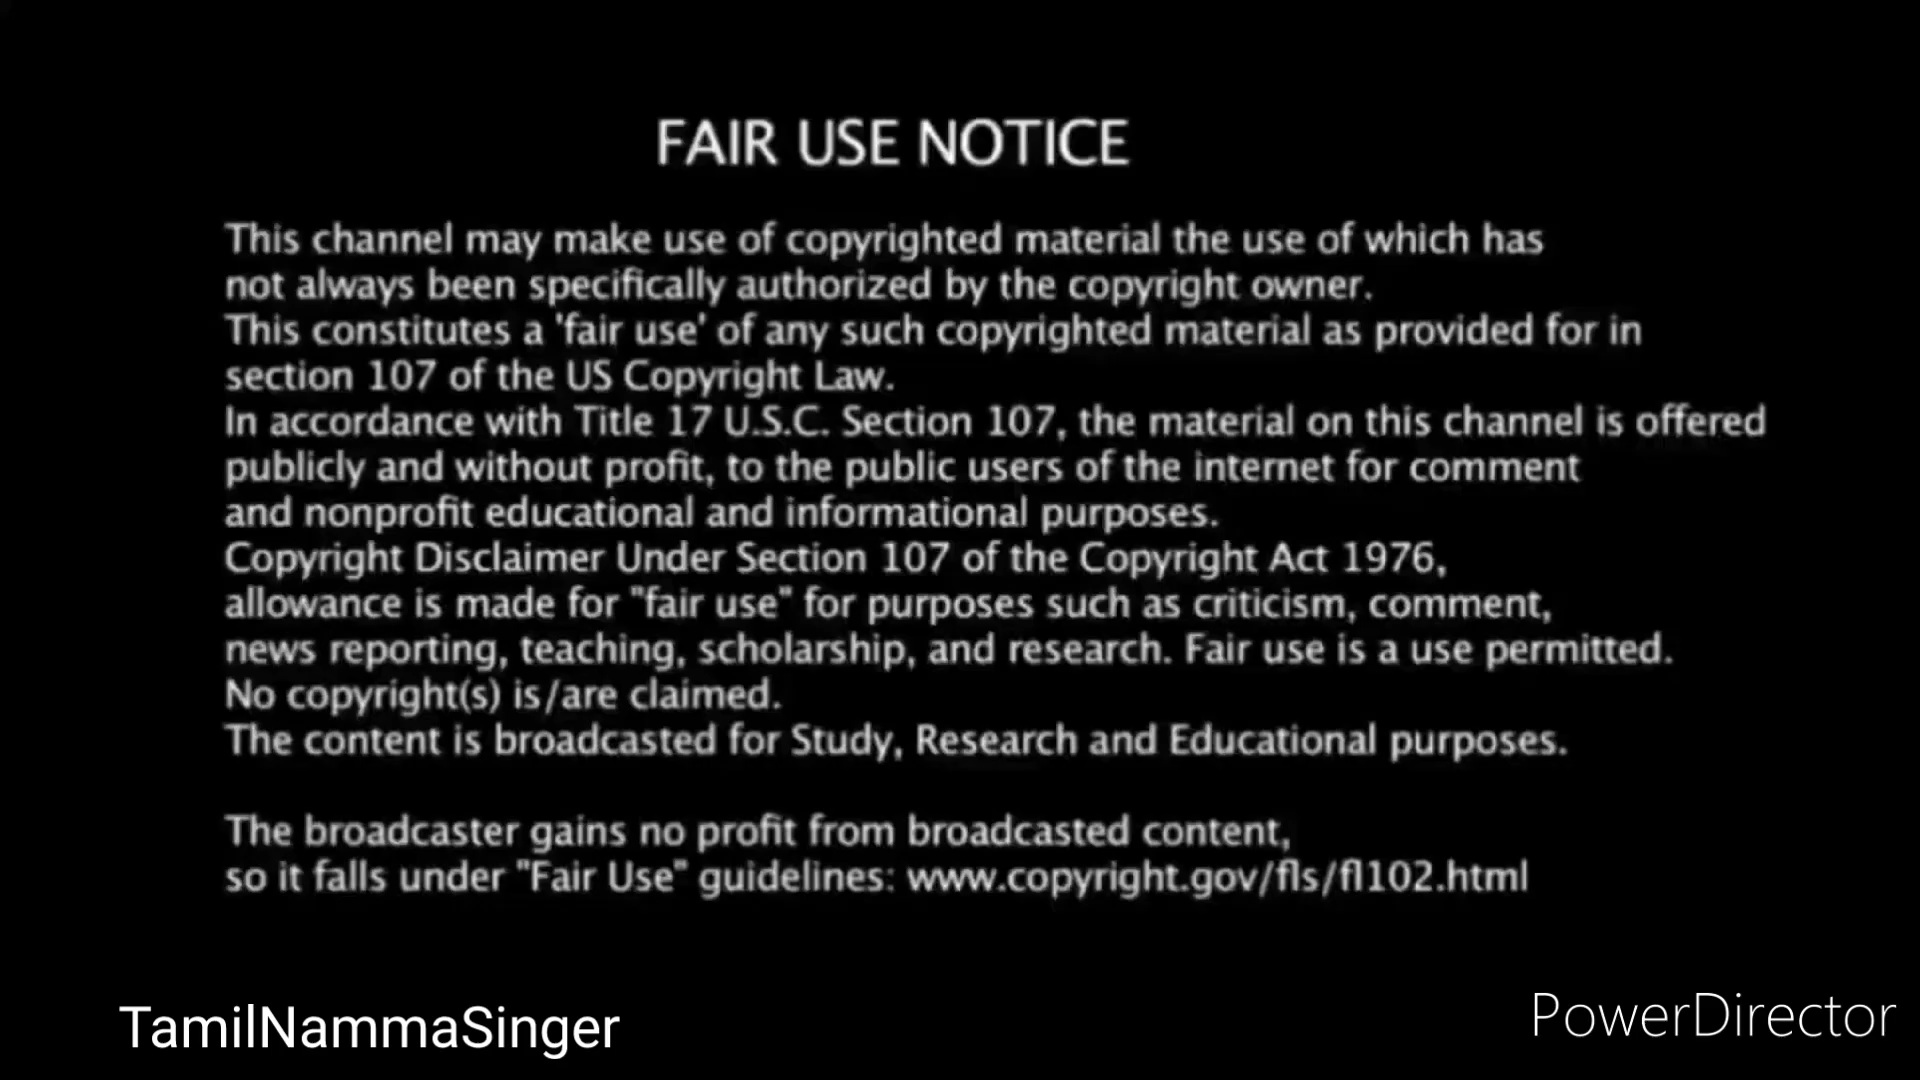 FAIR USE NOTICE
This channel may make use of copyrighted material the use of which has
not always been specifically authorized by the copyright owner.
This constitutes a 'fair use' of any such copyrighted material as provided for in
section 107 of the US Copyright Law.
In accordance with Title 17 U.S.C. Section 107, the material on this channel is offered
publicly and without profit, to the public users of the internet for comment
and nonprofit educational and informational purposes.
Copyright Disclaimer Under Section 107 of the Copyright Act 1976,
allowance is made for "fair use" for purposes such as criticism, comment,
news reporting, teaching, scholarship, and research. Fair use is a use permitted.
No copyright(s) is/are claimed.
The content is broadcasted for Study, Research and Educational purposes.
The broadcaster gains no profit from broadcasted content,
so it falls under "Fair Use" guidelines: www.copyright.gov/fls/fl102.html
TamilNammaSinger
PowerDirector